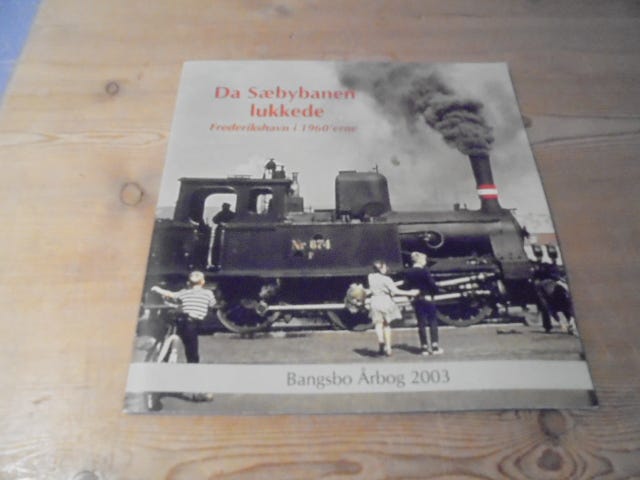 Da Sæbybanen
lukkede
Frederikshavn i 1960'erne
Nr 674
F
Bangsbo Årbog 2003